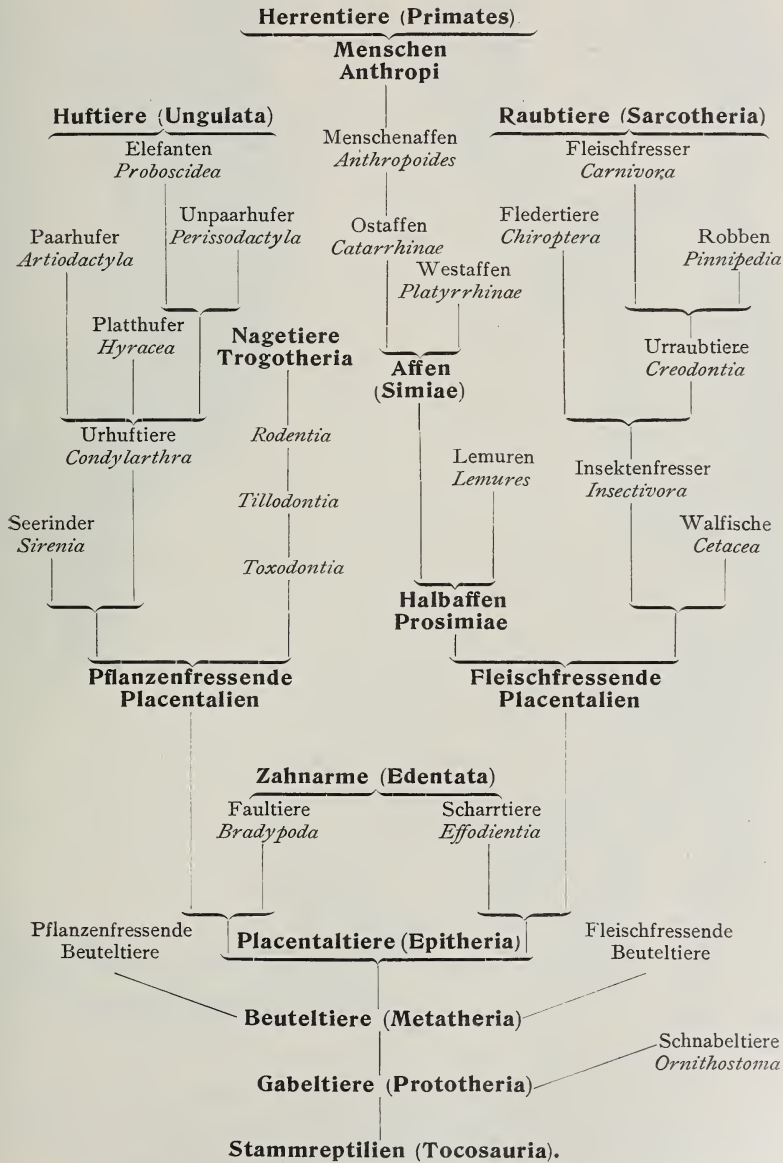 Herrentiere (Primates)
Menschen
Anthropi
Huftiere (Ungulata)
Elefanten
Proboscidea
Paarhufer
Artiodactyla
Unpaarhufer
Perissodactyla
Platthufer
Hyracea
Urhuftiere
Condylarthra
Seerinder
Sirenia
Nagetiere
Trogotheria
Rodentia
Tillodontia
Toxodontia
Menschenaffen
Anthropoides
Ostaffen
Catarrhinae
Westaffen
Platyrrhinae
Affen
(Simiae)
Lemuren
Lemures
Halbaffen
Prosimiae
Raubtiere (Sarcotheria)
Fleischfresser
Carnivora
Fledertiere
Chiroptera
Robben
Pinnipedia
Urraubtiere
Creodontia
Insektenfresser
Insectivora
Walfische
Cetacea
Pflanzenfressende
Placentalien
Fleischfressende
Placentalien
Zahnarme (Edentata)
Faultiere
Bradypoda
Scharrtiere
Effodientia
Pflanzenfressende
Beuteltiere
Placentaltiere (Epitheria)
Fleischfressende
Beuteltiere
Beuteltiere (Metatheria)
Schnabeltiere
Ornithostoma
Gabeltiere (Prototheria)
Stammreptilien (Tocosauria).